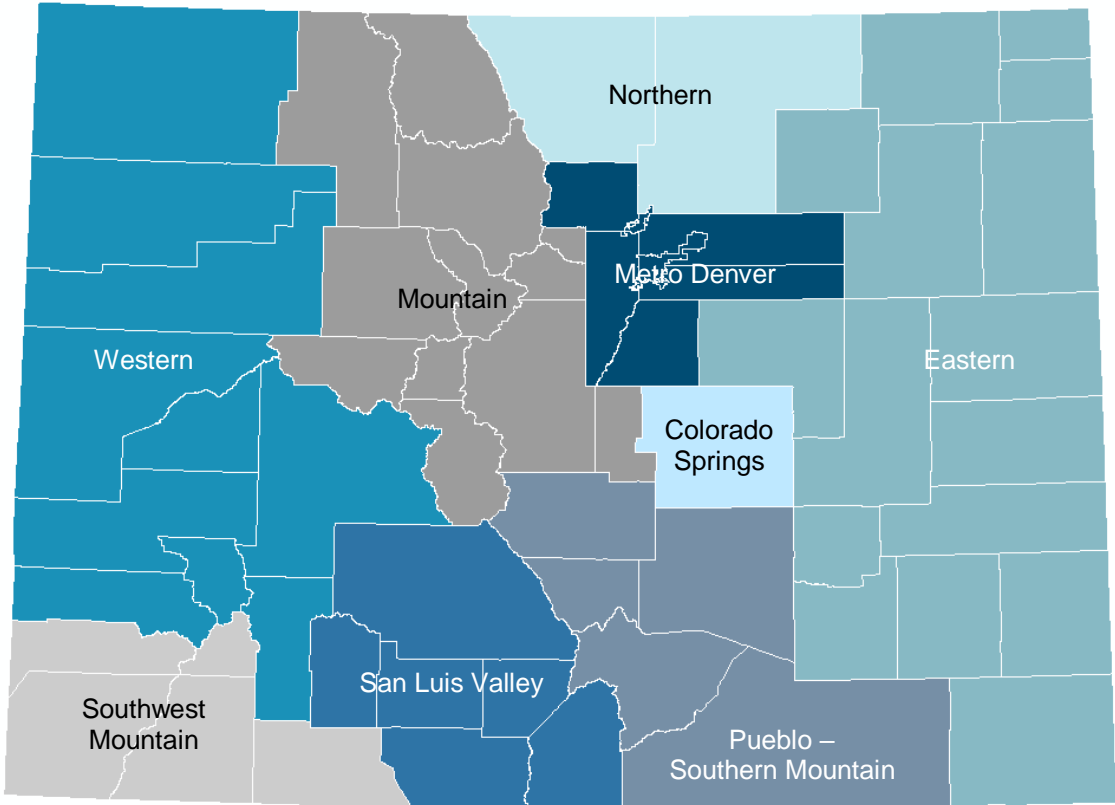 Northern
Metro Denver
Mountain
Western
Eastern
Colorado
Springs
San Luis Valley
Southwest
Mountain
Pueblo –
Southern Mountain